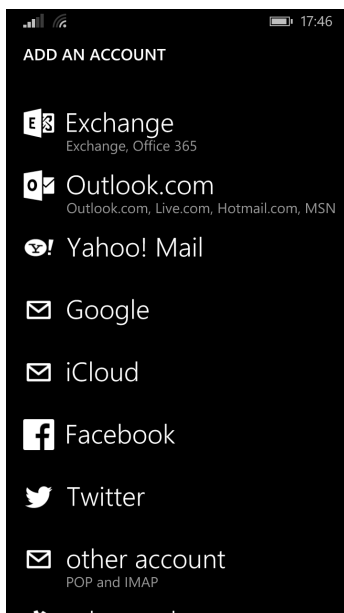 17:46
ADD AN ACCOUNT
Exchange
Exchange, Office 365
Outlook.com
Outlook.com, Live.com, Hotmail.com, MSN
Yahoo! Mail
Google
iCloud
Facebook
Twitter
other account
POP and IMAP